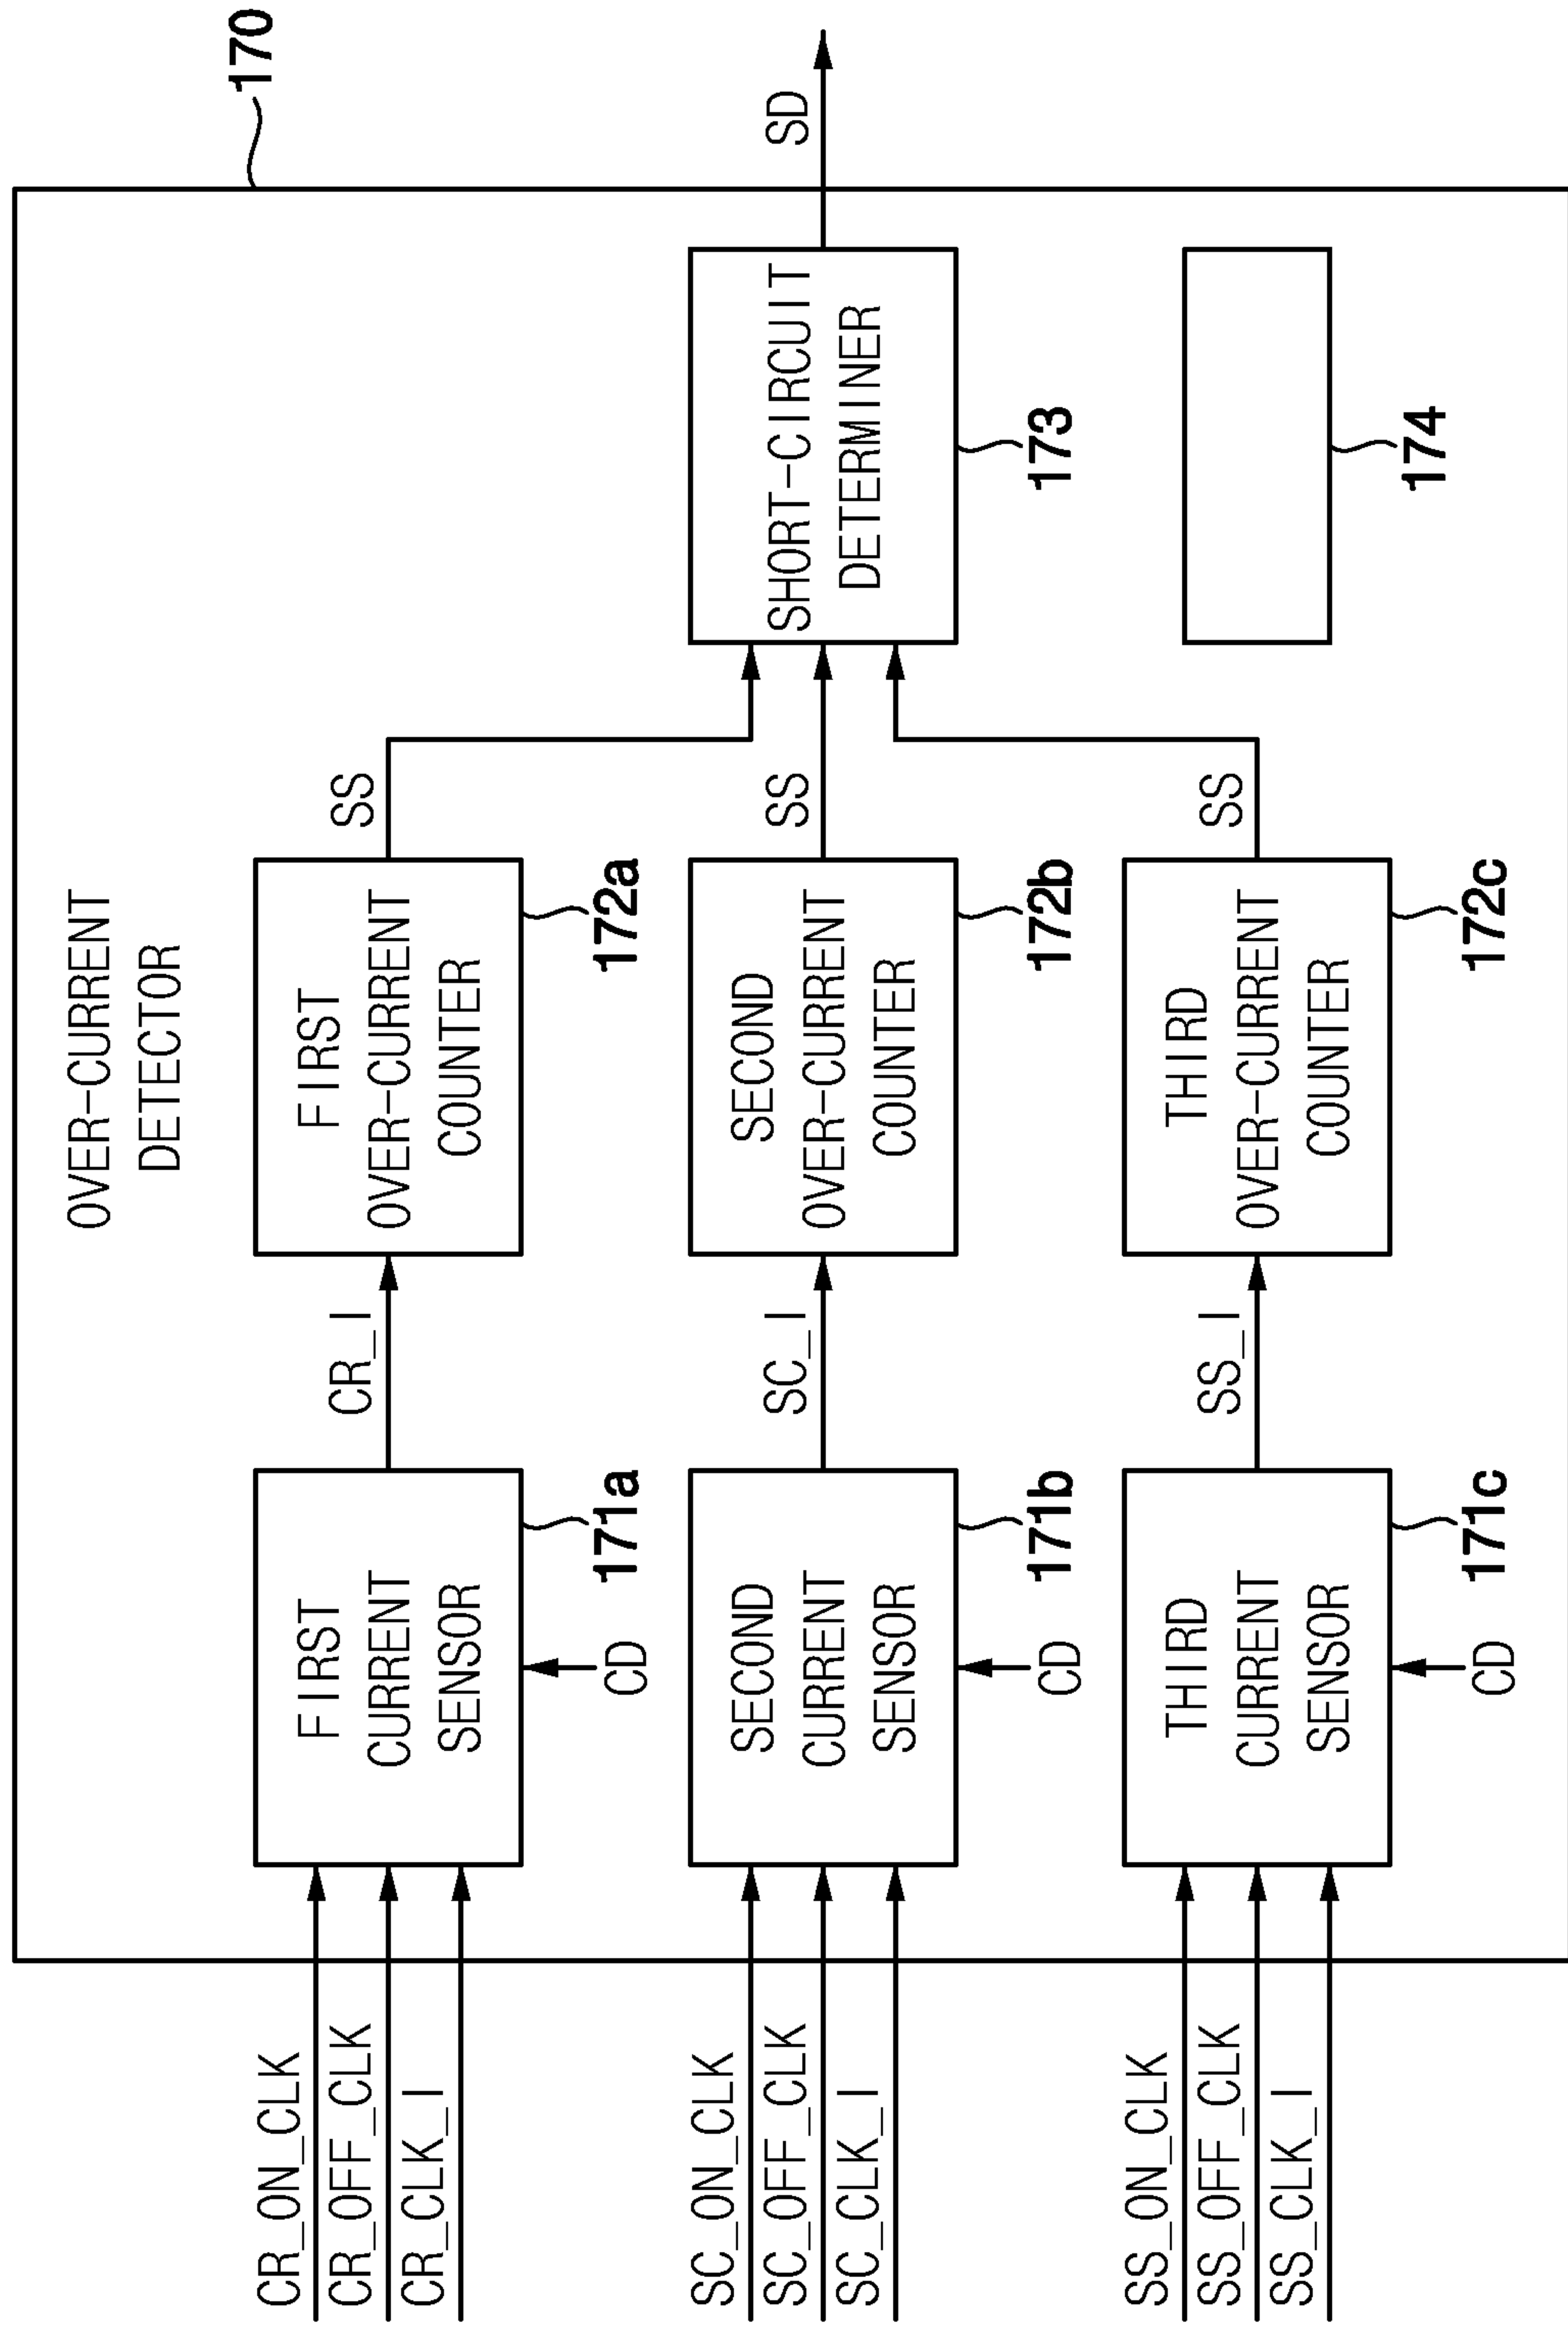 170
OVER-CURRENT
DETECTOR
CR_ON_CLK
CR_OFF_CLK
CR_CLK_I
FIRST
CURRENT
SENSOR
171a
CD
CR_I
FIRST
OVER-CURRENT
COUNTER
172a
SS
SC_ON_CLK
SC_OFF_CLK
SC_CLK_I
SECOND
CURRENT
SENSOR
171b
CD
SC_I
SECOND
OVER-CURRENT
COUNTER
172b
SS
SHORT-CIRCUIT
DETERMINER
173
SD
SS_ON_CLK
SS_OFF_CLK
SS_CLK_I
THIRD
CURRENT
SENSOR
171c
CD
SS_I
THIRD
OVER-CURRENT
COUNTER
172c
SS
174